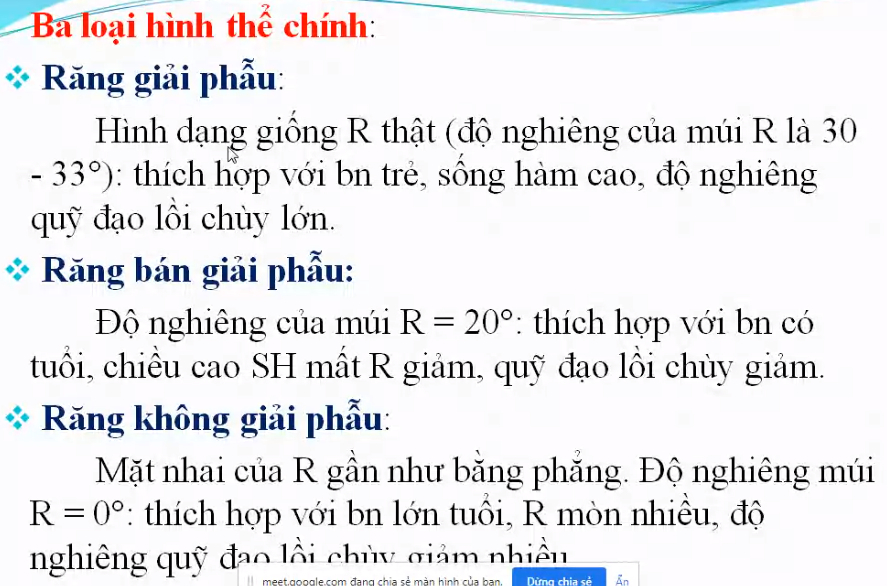 Ba loại hình thể chính:
❖ Răng giải phẫu:
Hình dạng giống R thật (độ nghiêng của múi R là 30
- 33°): thích hợp với bn trẻ, sống hàm cao, độ nghiêng
quỹ đạo lồi chùy lớn.
❖ Răng bán giải phẫu:
Độ nghiêng của múi R = 20°: thích hợp với bn có
tuổi, chiều cao SH mất R giảm, quỹ đạo lồi chùy giảm.
❖ Răng không giải phẫu:
Mặt nhai của R gần như bằng phẳng. Độ nghiêng múi
R = 0°: thích hợp với bn lớn tuổi, R mòn nhiều, độ
nghiêng quỹ đạo lồi chùy giảm nhiều
meet.google.com đang chia sẻ màn hình của bạn. Dừng chia sẻ Ẩn